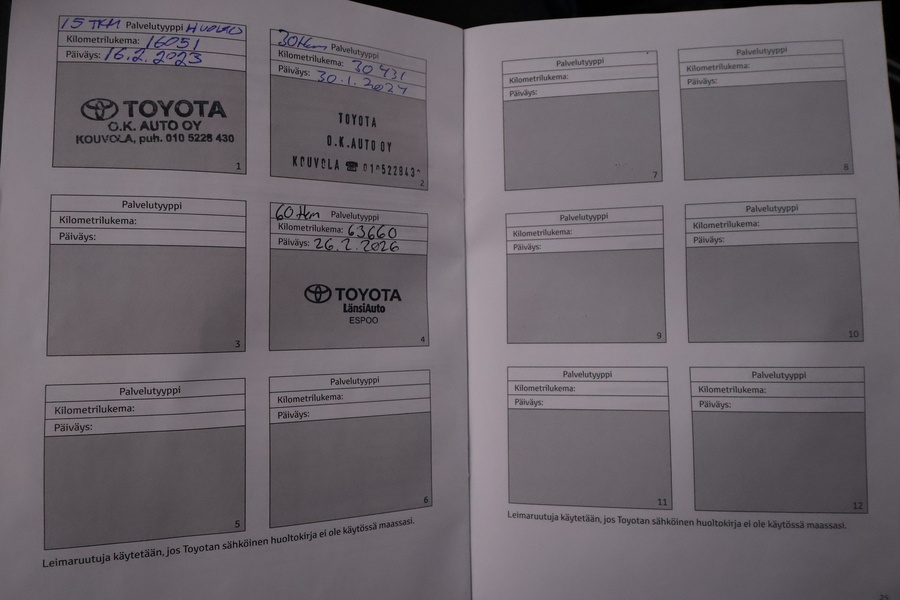 15 TKM Palvelutyyppi HUOLTO
Kilometrilukema: 16051
Päiväys: 16.2.2023
TOYOTA
O.K. AUTO OY
KOUVOLA, puh. 010 5228 430
1
30tkm Palvelutyyppi
Kilometrilukema: 30 431
Päiväys: 30.1.2024
TOYOTA
O.K.AUTO OY
KOUVOLA ☎
2
Palvelutyyppi
Kilometrilukema:
Päiväys:
3
60tkm Palvelutyyppi
Kilometrilukema: 63660
Päiväys: 26.2.2026
TOYOTA
LänsiAuto
ESPOO
4
Palvelutyyppi
Kilometrilukema:
Päiväys:
5
Palvelutyyppi
Kilometrilukema:
Päiväys:
6
Leimaruutuja käytetään, jos Toyotan sähköinen huoltokirja ei ole käytössä maassasi.
Palvelutyyppi
Kilometrilukema:
Päiväys:
7
Palvelutyyppi
Kilometrilukema:
Päiväys:
8
Palvelutyyppi
Kilometrilukema:
Päiväys:
9
Palvelutyyppi
Kilometrilukema:
Päiväys:
10
Palvelutyyppi
Kilometrilukema:
Päiväys:
11
Palvelutyyppi
Kilometrilukema:
Päiväys:
12
Leimaruutuja käytetään, jos Toyotan sähköinen huoltokirja ei ole käytössä maassasi.